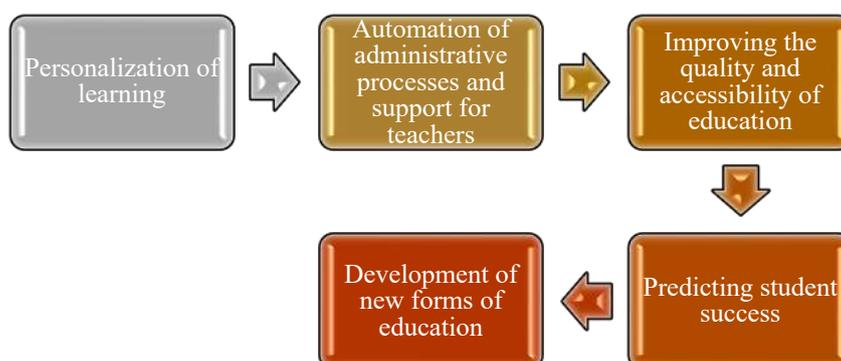 Personalization of
learning
Automation of
administrative
processes and
support for
teachers
Improving the
quality and
accessibility of
education
Predicting student
success
Development of
new forms of
education